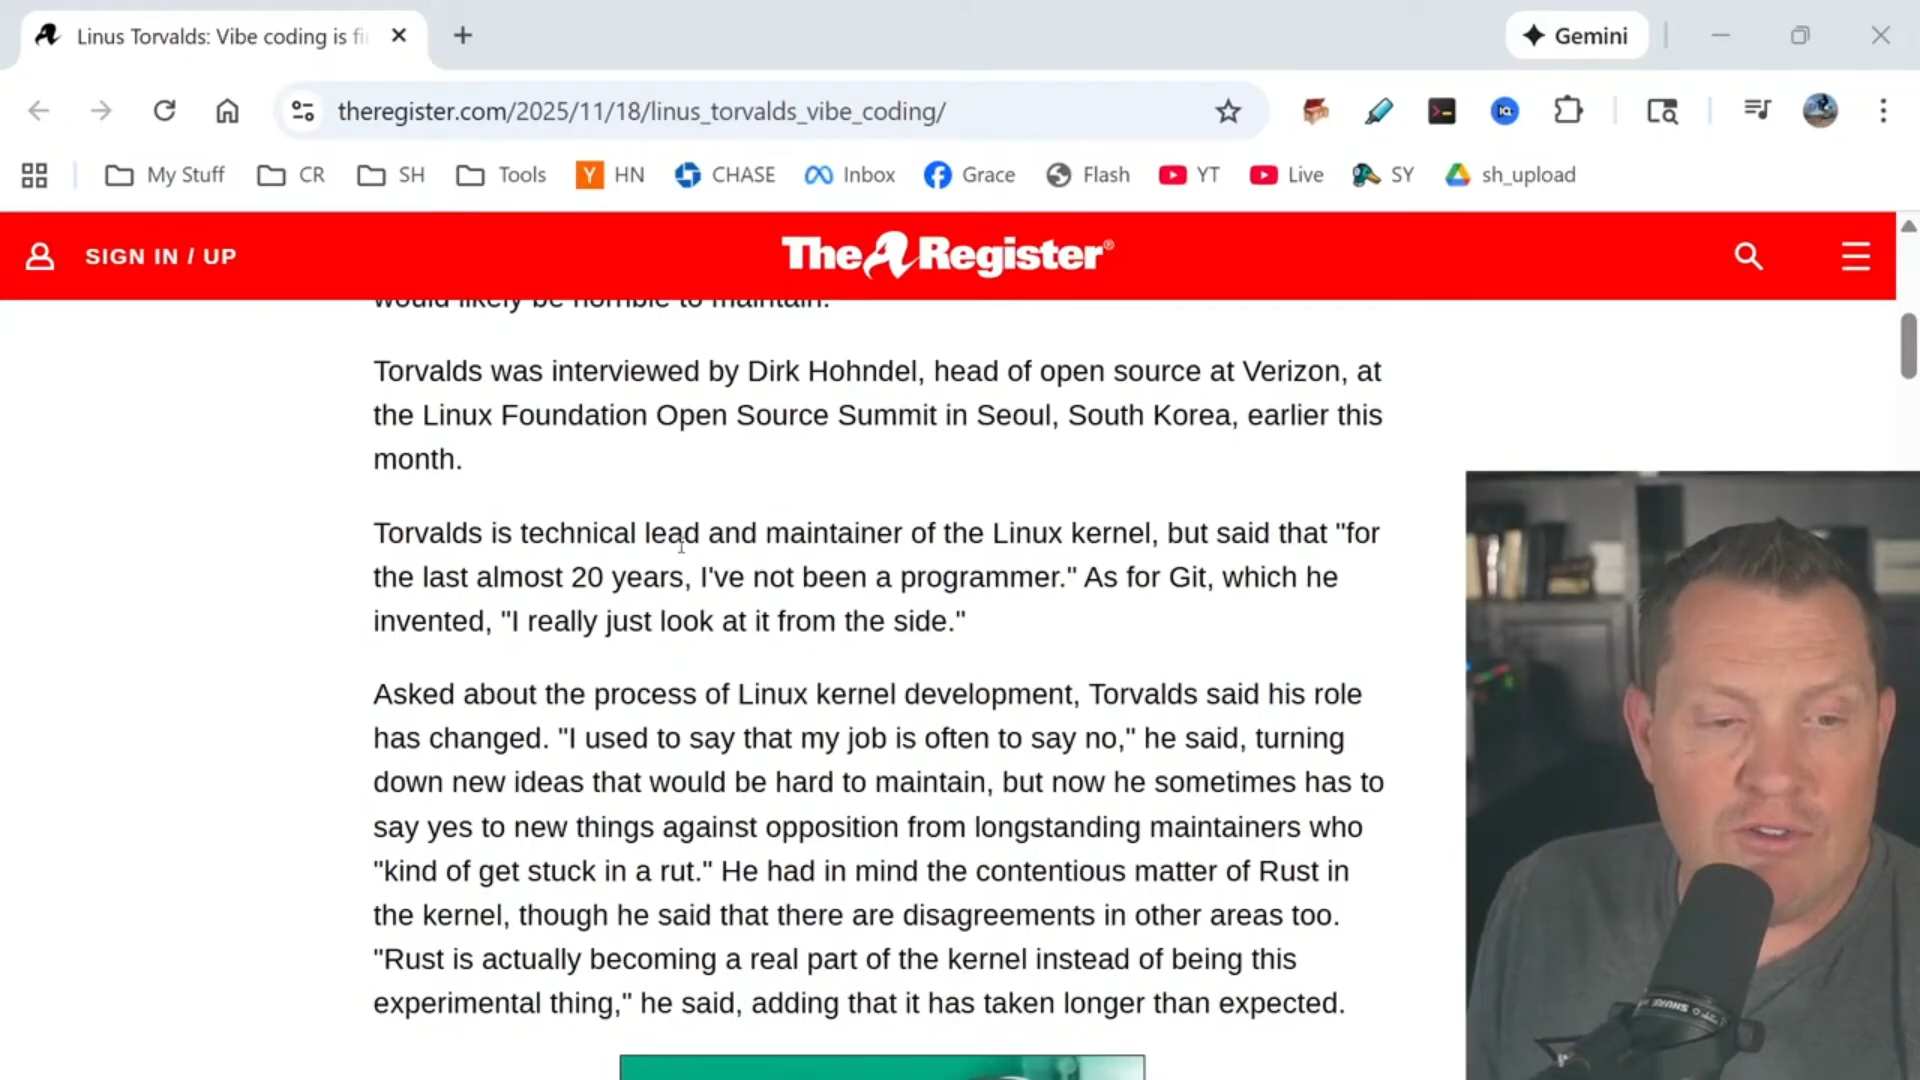 Linus Torvalds: Vibe coding is fi
Gemini
theregister.com/2025/11/18/linus_torvalds_vibe_coding/
My Stuff CR SH Tools Y HN CHASE Inbox Grace Flash YT Live SY sh_upload
SIGN IN / UP
The Register®
would likely be horrible to maintain.
Torvalds was interviewed by Dirk Hohndel, head of open source at Verizon, at
the Linux Foundation Open Source Summit in Seoul, South Korea, earlier this
month.
Torvalds is technical lead and maintainer of the Linux kernel, but said that "for
the last almost 20 years, I've not been a programmer." As for Git, which he
invented, "I really just look at it from the side."
Asked about the process of Linux kernel development, Torvalds said his role
has changed. "I used to say that my job is often to say no," he said, turning
down new ideas that would be hard to maintain, but now he sometimes has to
say yes to new things against opposition from longstanding maintainers who
"kind of get stuck in a rut." He had in mind the contentious matter of Rust in
the kernel, though he said that there are disagreements in other areas too.
"Rust is actually becoming a real part of the kernel instead of being this
experimental thing," he said, adding that it has taken longer than expected.
SHURE